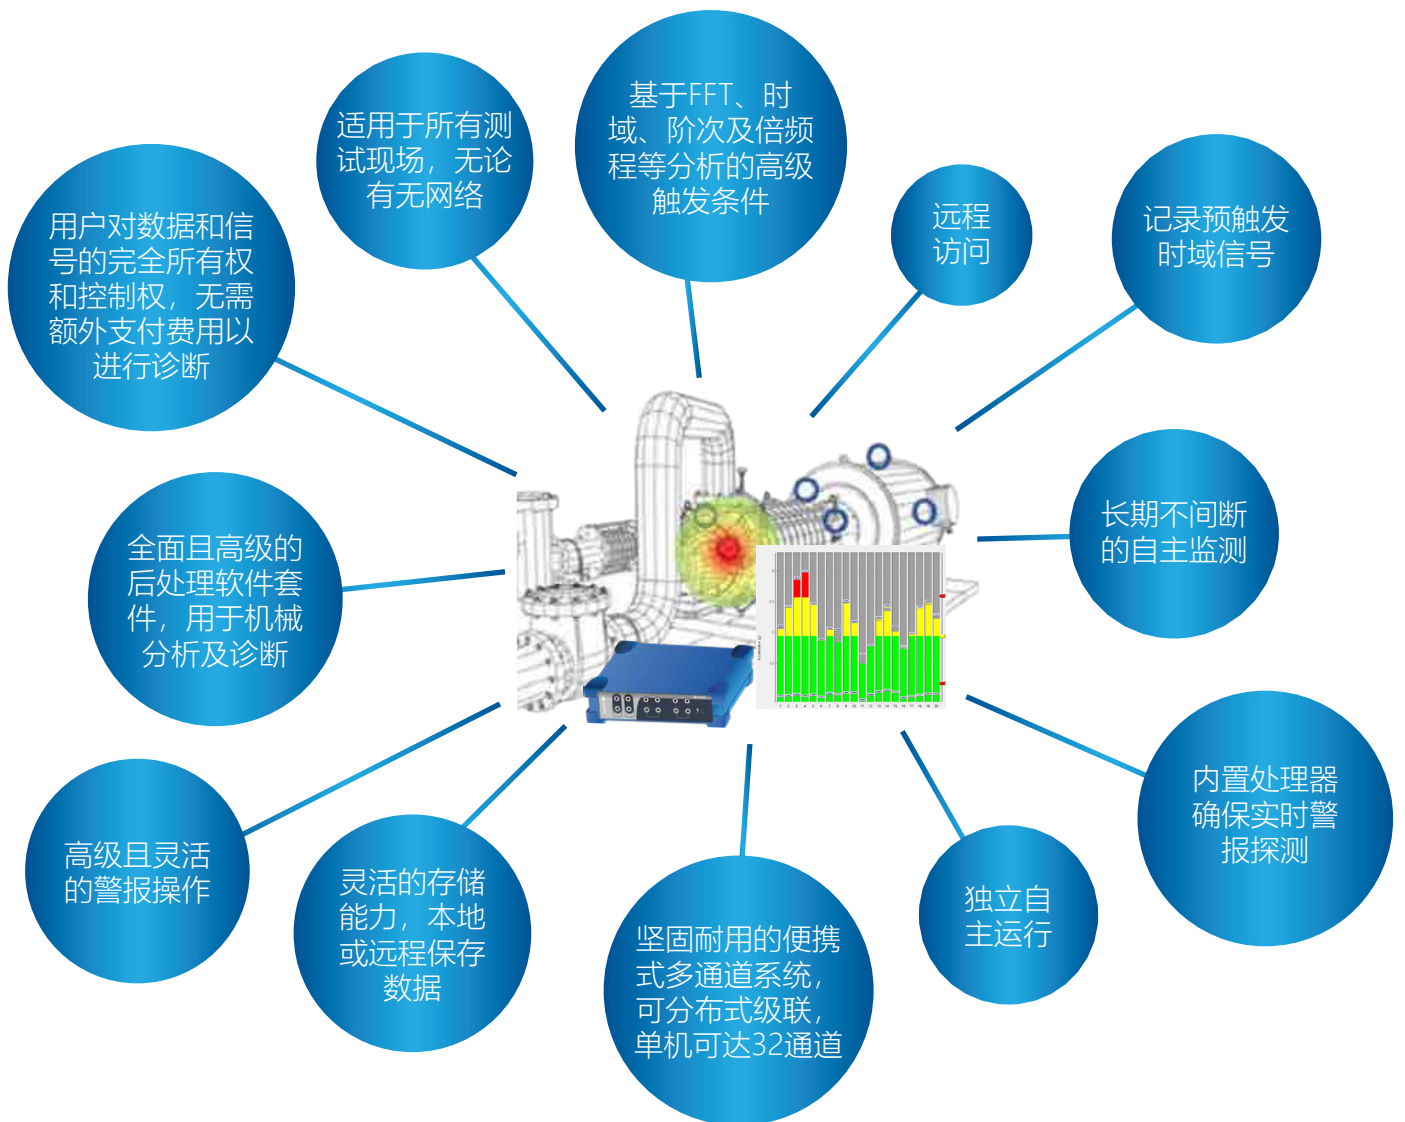 基于FFT、时
域、阶次及倍频
程等分析的高级
触发条件
适用于所有测
试现场，无论
有无网络
远程
访问
记录预触发
时域信号
用户对数据和信
号的完全所有权
和控制权，无需
额外支付费用以
进行诊断
长期不间断
的自主监测
全面且高级的
后处理软件套
件，用于机械
分析及诊断
内置处理器
确保实时警
报探测
高级且灵活
的警报操作
灵活的存储
能力，本地
或远程保存
数据
独立自
主运行
坚固耐用的便携
式多通道系统，
可分布式级联，
单机可达32通道